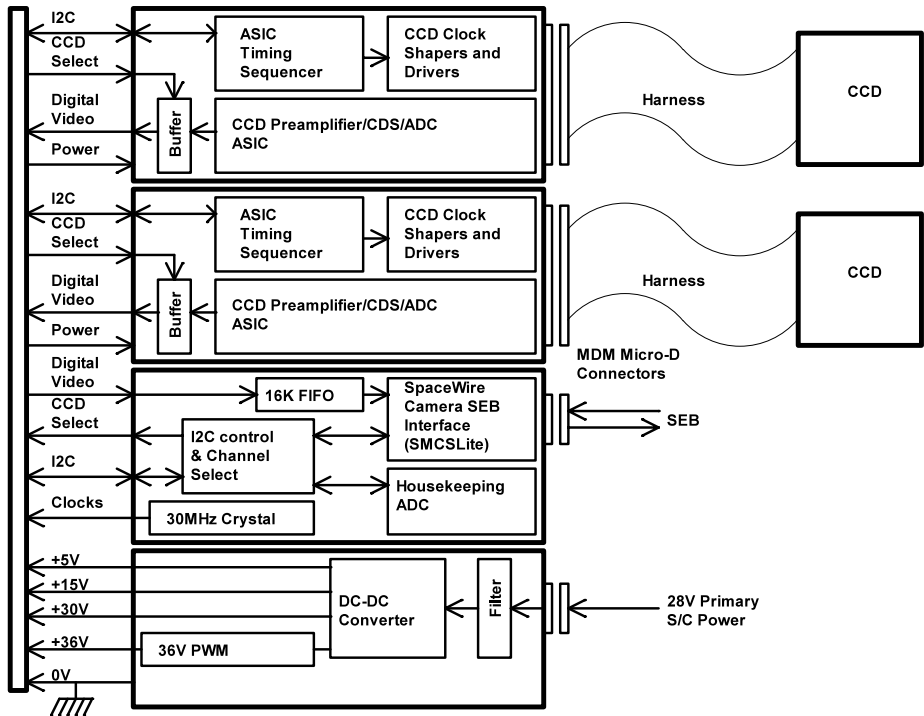 I2C
CCD
Select
Digital
Video
Power
ASIC
Timing
Sequencer
CCD Clock
Shapers and
Drivers
Buffer
CCD Preamplifier/CDS/ADC
ASIC
Harness
CCD
I2C
CCD
Select
Digital
Video
Power
ASIC
Timing
Sequencer
CCD Clock
Shapers and
Drivers
Buffer
CCD Preamplifier/CDS/ADC
ASIC
Harness
CCD
MDM Micro-D
Connectors
Digital
Video
CCD
Select
I2C
Clocks
16K FIFO
SpaceWire
Camera SEB
Interface
(SMCSLite)
I2C control
& Channel
Select
Housekeeping
ADC
30MHz Crystal
SEB
+5V
+15V
+30V
+36V
0V
DC-DC
Converter
Filter
36V PWM
28V Primary
S/C Power